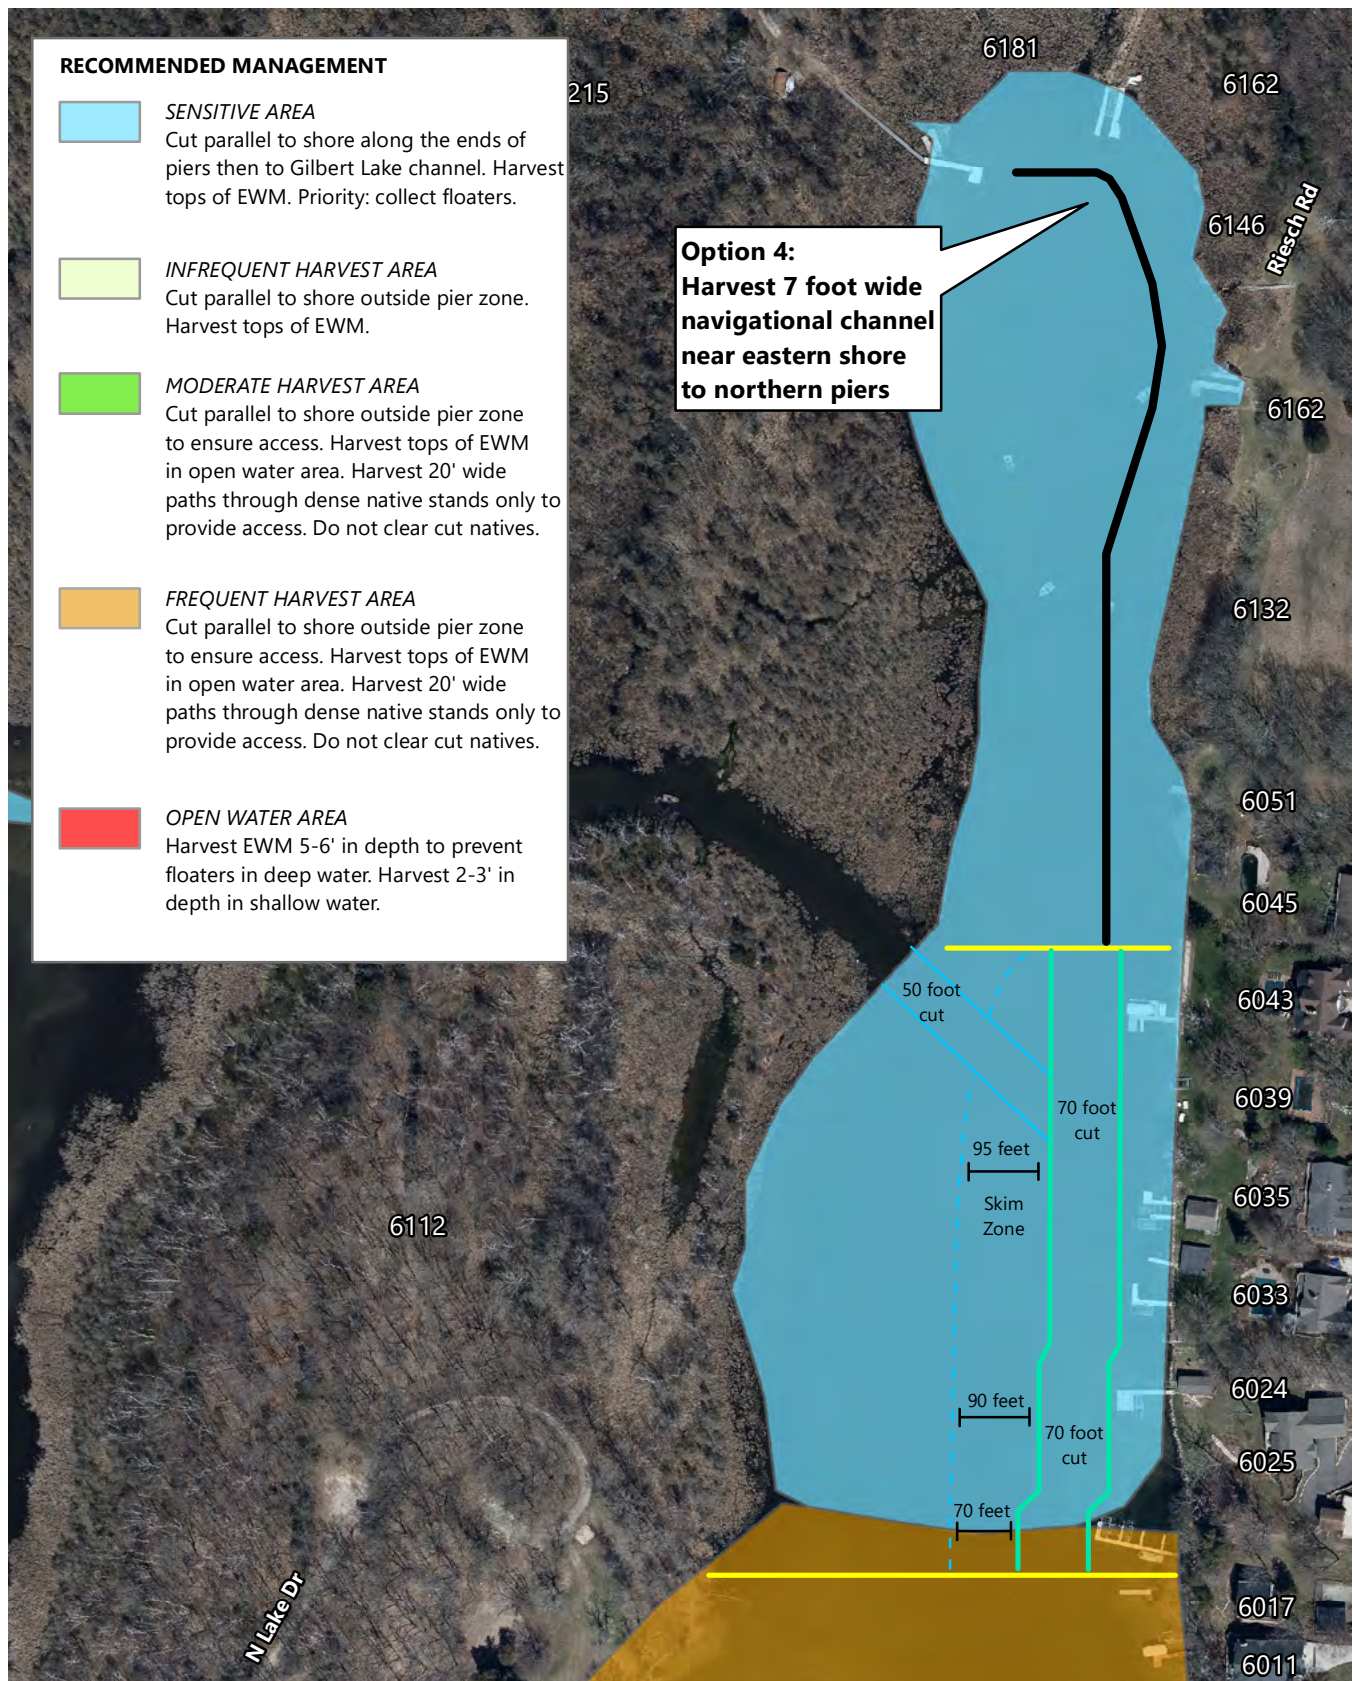 RECOMMENDED MANAGEMENT
SENSITIVE AREA
Cut parallel to shore along the ends of
piers then to Gilbert Lake channel. Harvest
tops of EWM. Priority: collect floaters.
INFREQUENT HARVEST AREA
Cut parallel to shore outside pier zone.
Harvest tops of EWM.
MODERATE HARVEST AREA
Cut parallel to shore outside pier zone
to ensure access. Harvest tops of EWM
in open water area. Harvest 20' wide
paths through dense native stands only to
provide access. Do not clear cut natives.
FREQUENT HARVEST AREA
Cut parallel to shore outside pier zone
to ensure access. Harvest tops of EWM
in open water area. Harvest 20' wide
paths through dense native stands only to
provide access. Do not clear cut natives.
OPEN WATER AREA
Harvest EWM 5-6' in depth to prevent
floaters in deep water. Harvest 2-3' in
depth in shallow water.
215
6181
6162
6146
Riesch Rd
Option 4:
Harvest 7 foot wide
navigational channel
near eastern shore
to northern piers
6162
6132
6051
6045
50 foot
cut
6043
70 foot
cut
6039
95 feet
Skim
Zone
6035
6112
6033
6024
90 feet
70 foot
cut
6025
70 feet
N Lake Dr
6017
6011